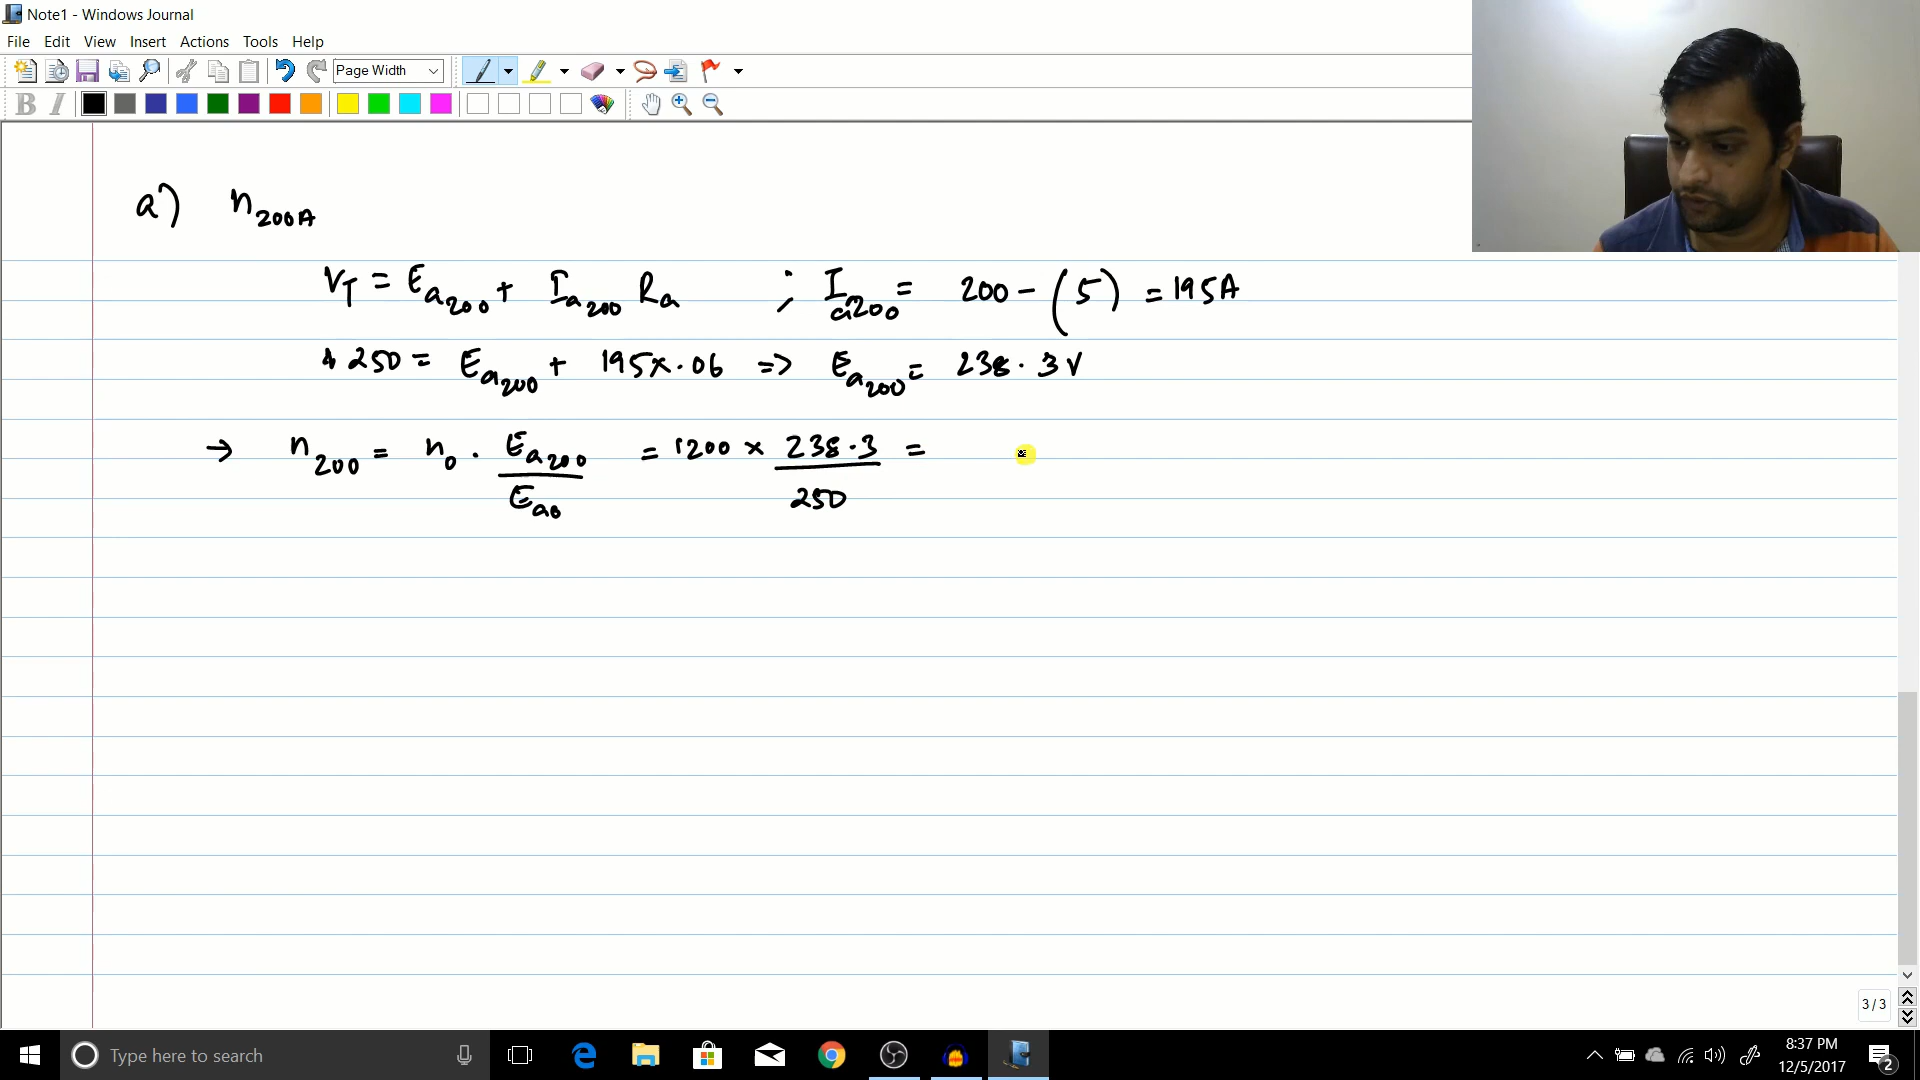 Note1 - Windows Journal
File Edit View Insert Actions Tools Help
Page Width
B I
a) n200A
VT = Ea200 + Ia200 Ra ; Ia200 = 200 - (5) = 195A
250 = Ea200 + 195x.06 => Ea200 = 238.3V
→ n200 = n0 . Ea200 / Ea0 = 1200 x 238.3 / 250 =
3 / 3
Type here to search
8:37 PM
12/5/2017
2